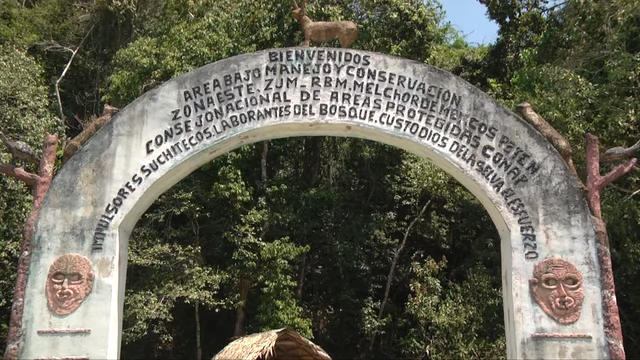 BIENVENIDOS
AREA BAJO MANEJO Y CONSERVACION
ZONA ESTE, ZUM-RBM, MELCHOR DE MENCOS PETEN
CONSEJO NACIONAL DE AREAS PROTEGIDAS CONAP
IMPULSORES, SUCHITECOS, LABORANTES DEL BOSQUE, CUSTODIOS DE LA SELVA, EL ESFUERZO